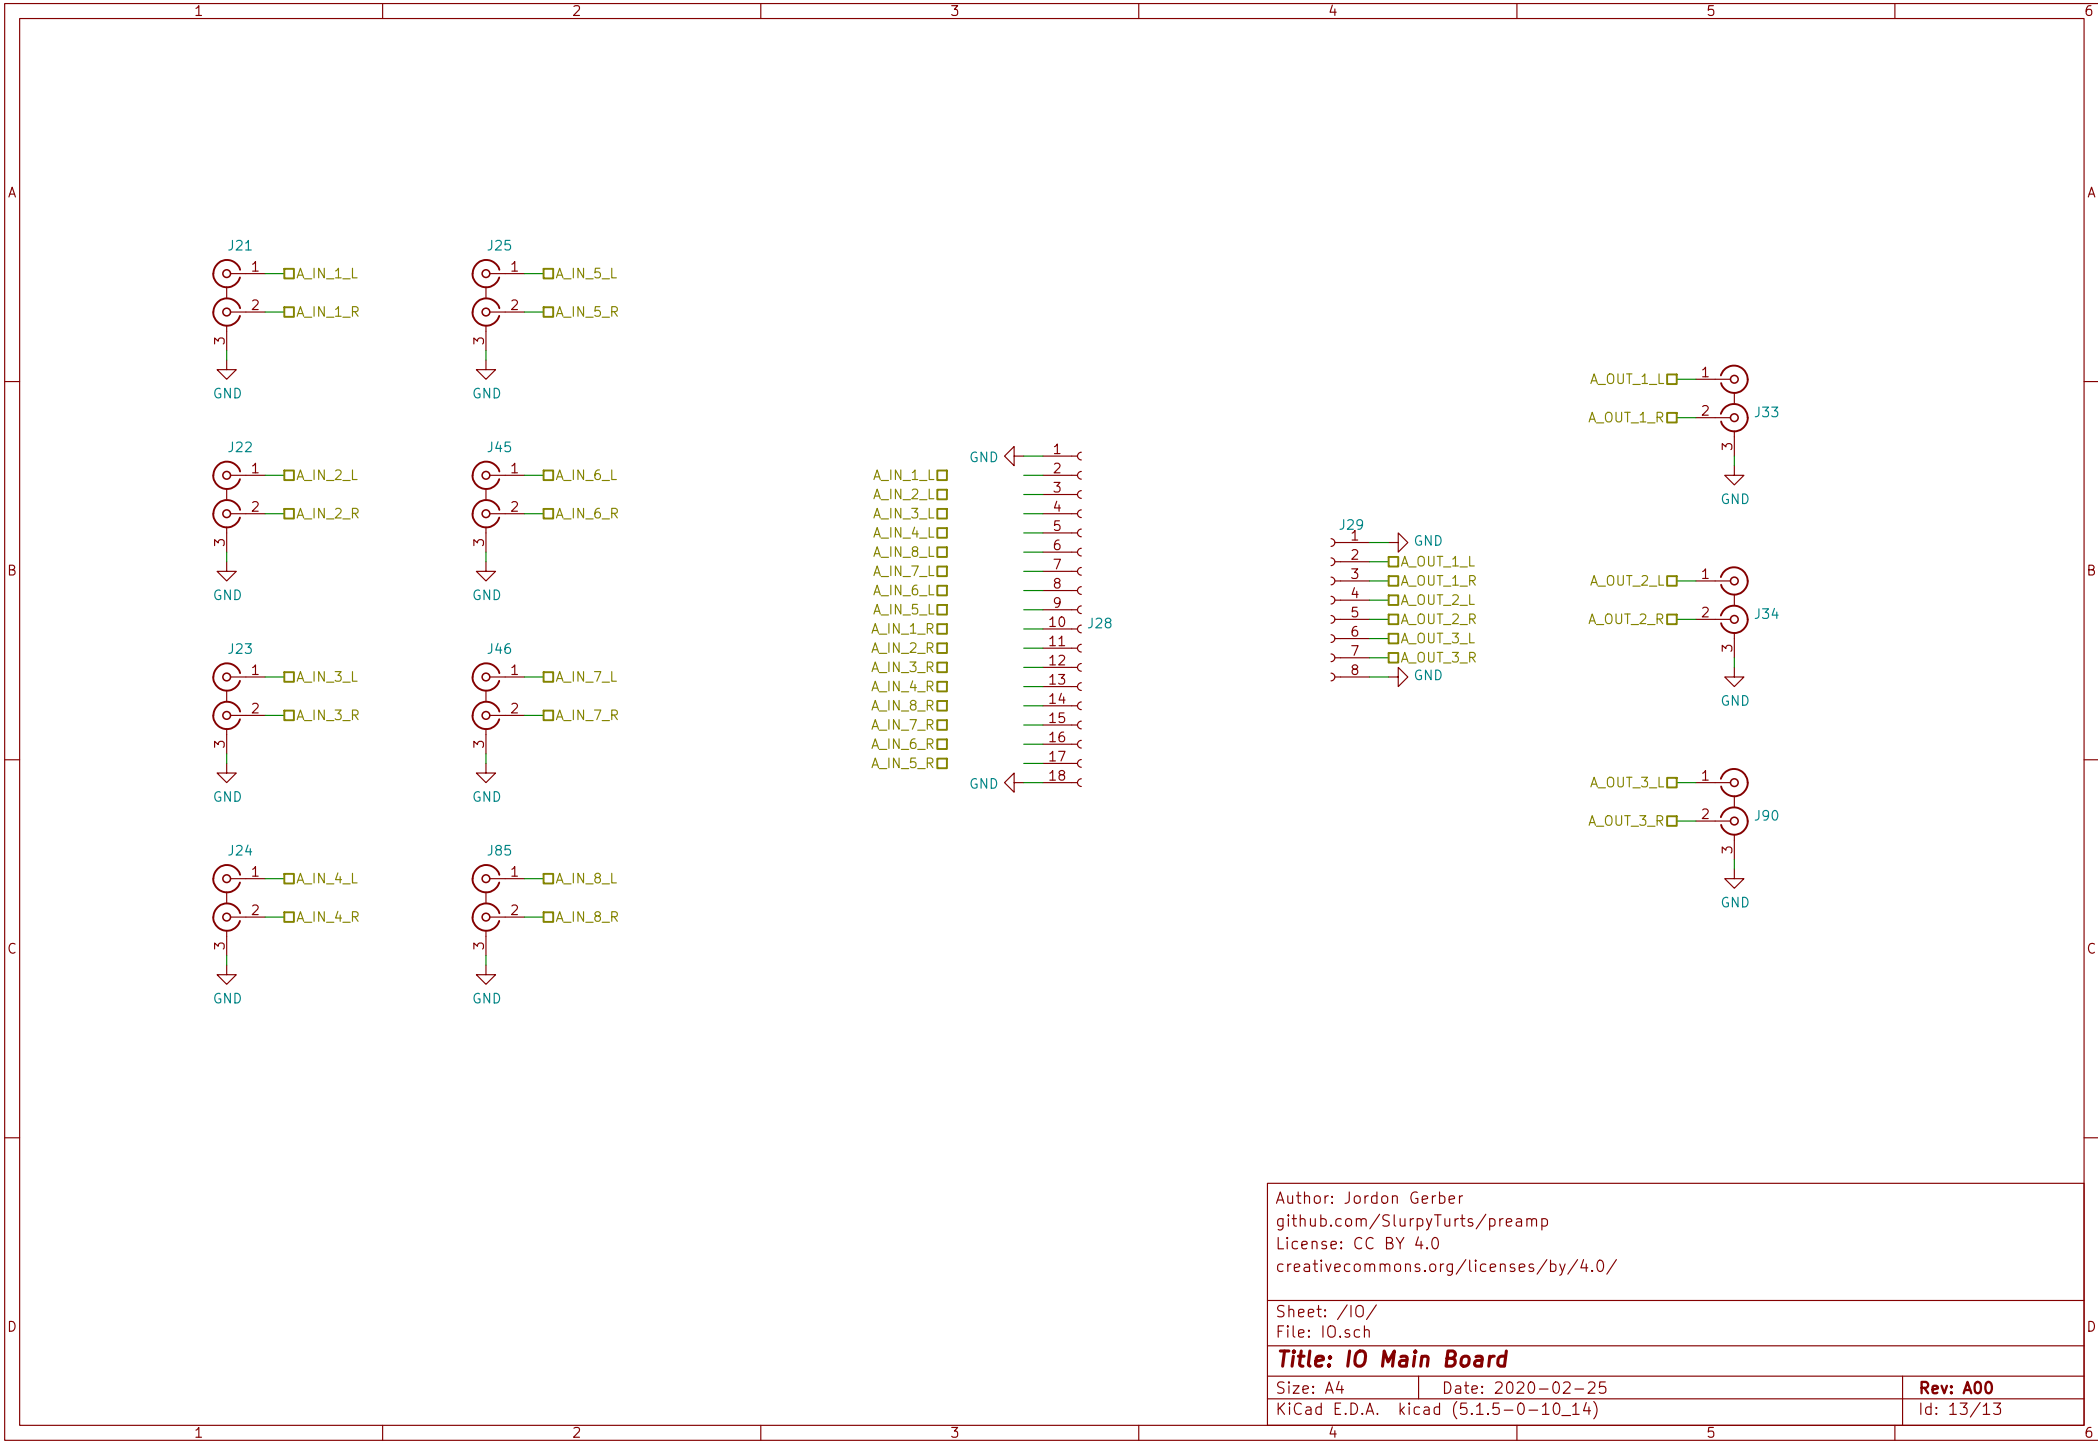 1 2 3 4 5 6
A A
J21
1 A_IN_1_L
2 A_IN_1_R
3
GND
J25
1 A_IN_5_L
2 A_IN_5_R
3
GND
J22
1 A_IN_2_L
2 A_IN_2_R
3
GND
J45
1 A_IN_6_L
2 A_IN_6_R
3
GND
B B
J23
1 A_IN_3_L
2 A_IN_3_R
3
GND
J46
1 A_IN_7_L
2 A_IN_7_R
3
GND
J24
1 A_IN_4_L
2 A_IN_4_R
3
GND
J85
1 A_IN_8_L
2 A_IN_8_R
3
GND
C C
GND 1
A_IN_1_L 2
A_IN_2_L 3
A_IN_3_L 4
A_IN_4_L 5
A_IN_8_L 6
A_IN_7_L 7
A_IN_6_L 8
A_IN_5_L 9
A_IN_1_R 10 J28
A_IN_2_R 11
A_IN_3_R 12
A_IN_4_R 13
A_IN_8_R 14
A_IN_7_R 15
A_IN_6_R 16
A_IN_5_R 17
GND 18
J29
1 GND
2 A_OUT_1_L
3 A_OUT_1_R
4 A_OUT_2_L
5 A_OUT_2_R
6 A_OUT_3_L
7 A_OUT_3_R
8 GND
A_OUT_1_L 1
A_OUT_1_R 2 J33
3
GND
A_OUT_2_L 1
A_OUT_2_R 2 J34
3
GND
A_OUT_3_L 1
A_OUT_3_R 2 J90
3
GND
Author: Jordon Gerber
github.com/SlurpyTurts/preamp
License: CC BY 4.0
creativecommons.org/licenses/by/4.0/
Sheet: /IO/
File: IO.sch
D D
Title: IO Main Board
Size: A4 Date: 2020-02-25 Rev: A00
KiCad E.D.A. kicad (5.1.5-0-10_14) Id: 13/13
1 2 3 4 5 6